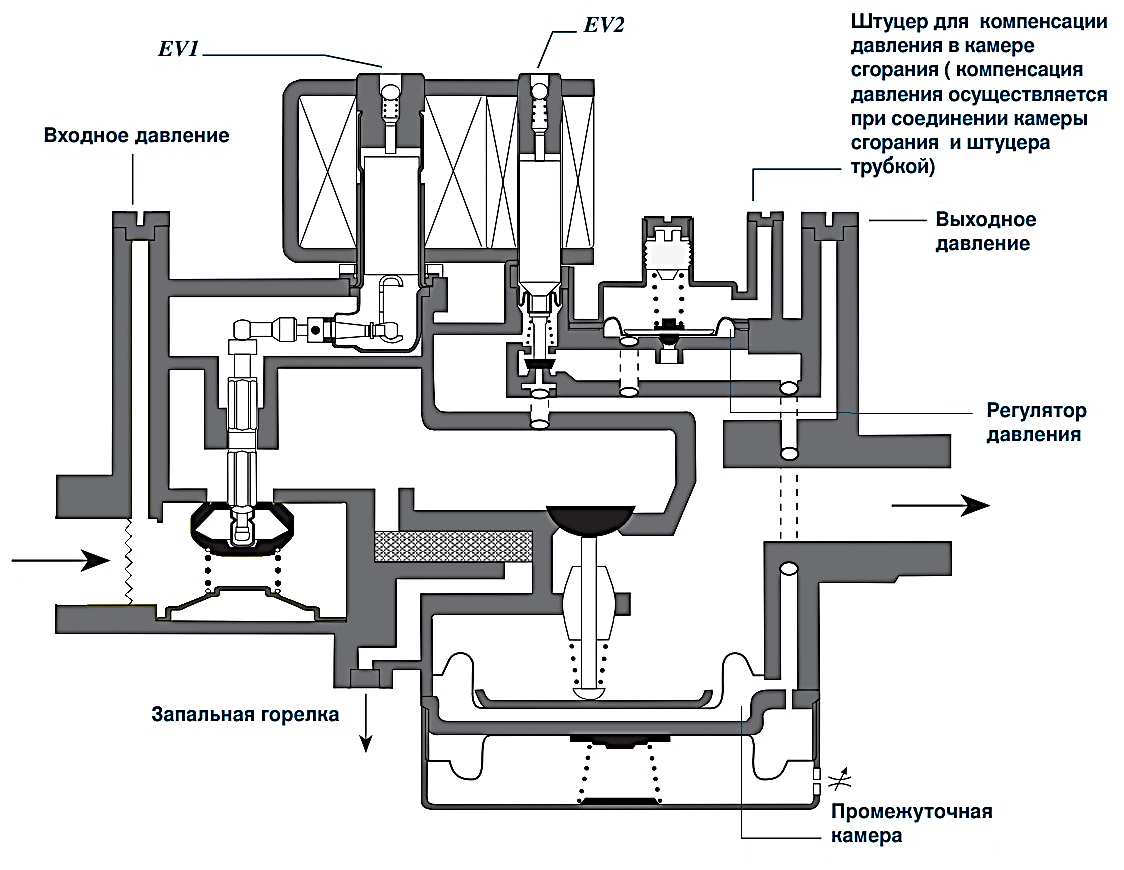 EV1
EV2
Штуцер для компенсации
давления в камере
сгорания ( компенсация
давления осуществляется
при соединении камеры
сгорания и штуцера
трубкой)
Входное давление
Выходное
давление
Регулятор
давления
Запальная горелка
Промежуточная
камера